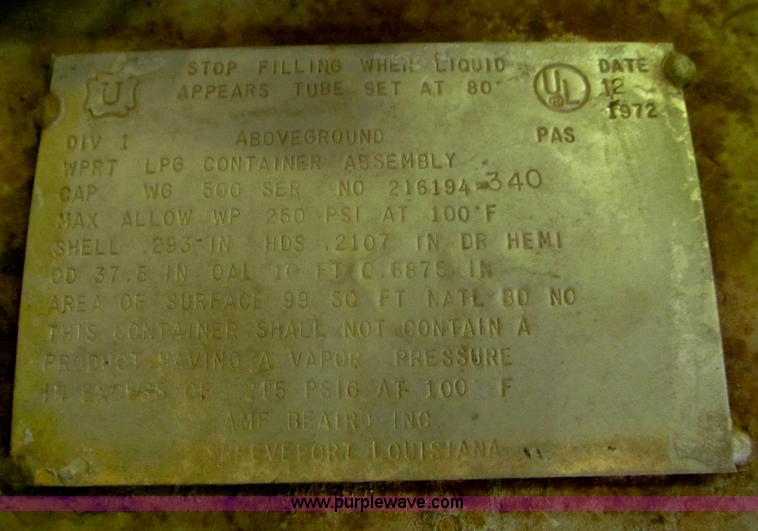 U STOP FILLING WHEN LIQUID UL DATE
APPEARS TUBE SET AT 80° 12
1972
DIV 1 ABOVEGROUND PAS
WPRT LPG CONTAINER ASSEMBLY
CAP WG 500 SER NO 216194-340
MAX ALLOW WP 250 PSI AT 100°F
SHELL .293 IN HDS .2107 IN DR HEMI
OD 37.5 IN OAL 10 FT 0.6875 IN
AREA OF SURFACE 99 SQ FT NATL BD NO
THIS CONTAINER SHALL NOT CONTAIN A
PRODUCT HAVING A VAPOR PRESSURE
IN EXCESS OF 215 PSIG AT 100 F
AMF BEAIRD INC
SHREVEPORT LOUISIANA
www.purplewave.com